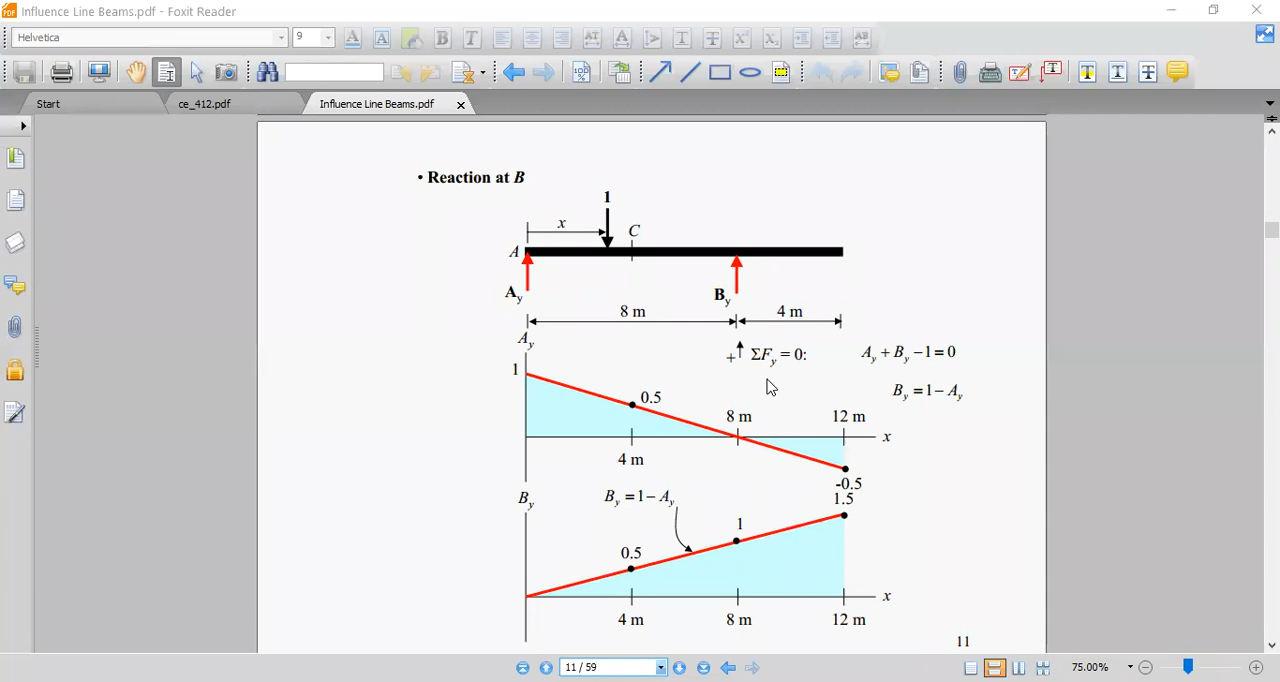 Influence Line Beams.pdf - Foxit Reader
Helvetica 9
Start ce_412.pdf Influence Line Beams.pdf
• Reaction at B
1
x
C
A
Ay
By
8 m 4 m
Ay
+ ΣFy = 0: Ay + By − 1 = 0
1
By = 1 − Ay
0.5
8 m 12 m
x
4 m
-0.5
By By = 1 − Ay 1.5
1
0.5
x
4 m 8 m 12 m
11
11 / 59 75.00%